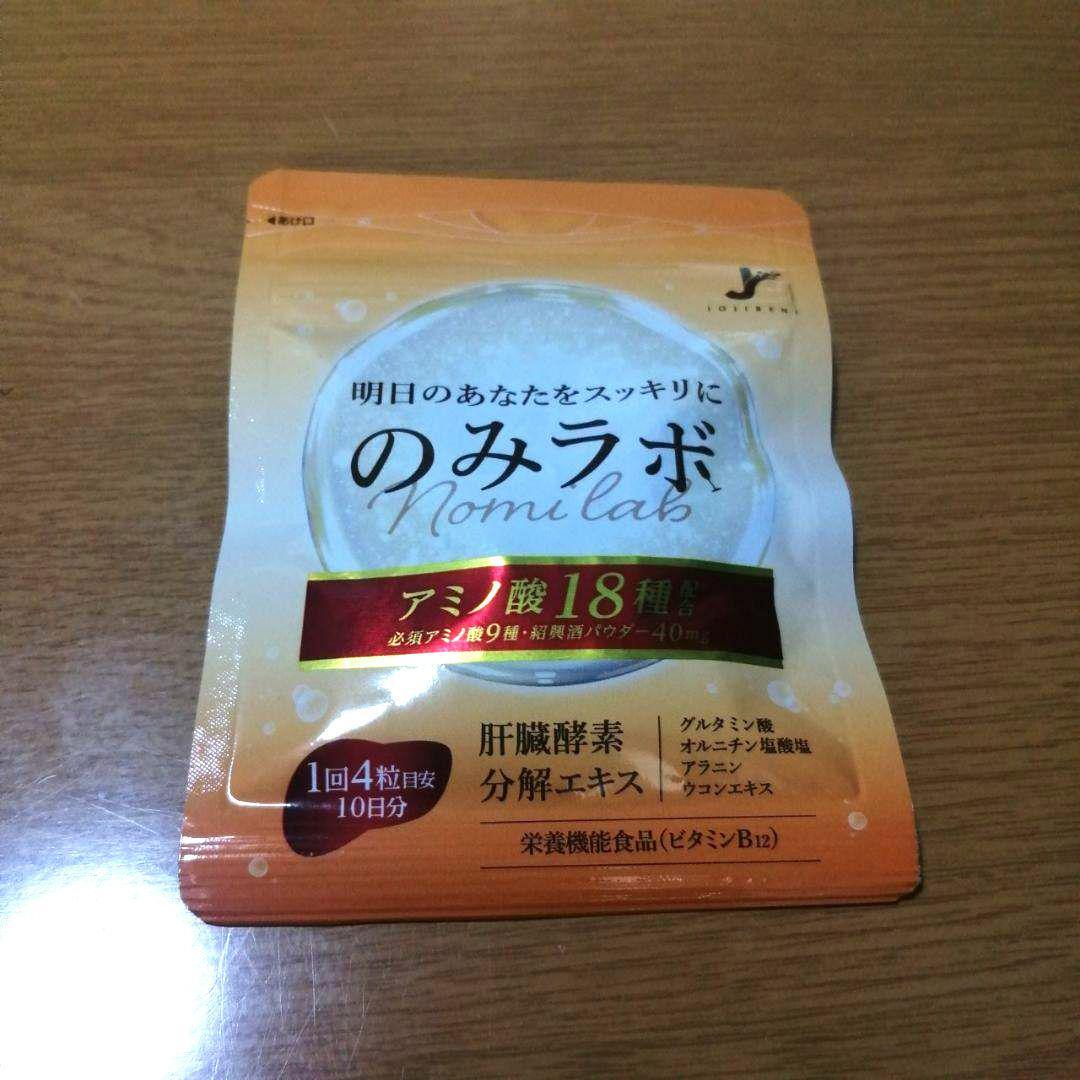 ◀あけ口
JOJIBENI
明日のあなたをスッキリに
のみラボ
Nomi lab
アミノ酸18種配合
必須アミノ酸9種・紹興酒パウダー40mg
肝臓酵素
分解エキス
グルタミン酸
オルニチン塩酸塩
アラニン
ウコンエキス
1回4粒目安
10日分
栄養機能食品(ビタミンB12)